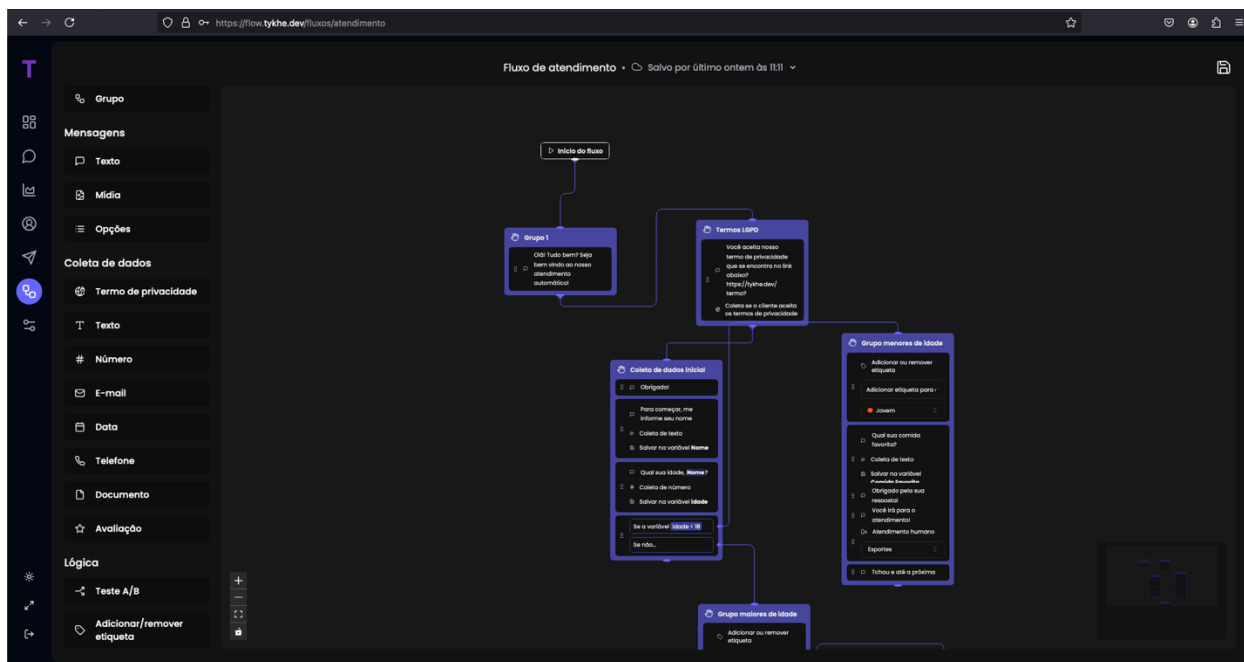 https://flow.tykhe.dev/fluxos/atendimento
T
Fluxo de atendimento • Salvo por último ontem às 11:11
Grupo
Mensagens
Texto
Mídia
Opções
Coleta de dados
Termo de privacidade
Texto
Número
E-mail
Data
Telefone
Documento
Avaliação
Lógica
Teste A/B
Adicionar/remover
etiqueta
Início do fluxo
Grupo 1
Olá! Tudo bem? Seja
bem vindo ao nosso
atendimento
automático!
Termos LGPD
Você aceita nosso
termo de privacidade
que se encontra no link
abaixo?
https://tykhe.dev/
termo?
Coleta se o cliente aceita
os termos de privacidade
Coleta de dados inicial
Obrigado!
Para começar, me
informe seu nome
Coleta de texto
Salvar na variável Nome
Qual sua idade, Nome?
Coleta de número
Salvar na variável Idade
Se a variável Idade < 18
Se não...
Grupo menores de idade
Adicionar ou remover
etiqueta
Adicionar etiqueta para
Jovem
Qual sua comida
favorita?
Coleta de texto
Salvar na variável
Comida Favorita
Obrigado pela sua
resposta!
Você irá para o
atendimento!
Atendimento humano
Esportes
Tchau e até a próxima
Grupo maiores de idade
Adicionar ou remover
etiqueta